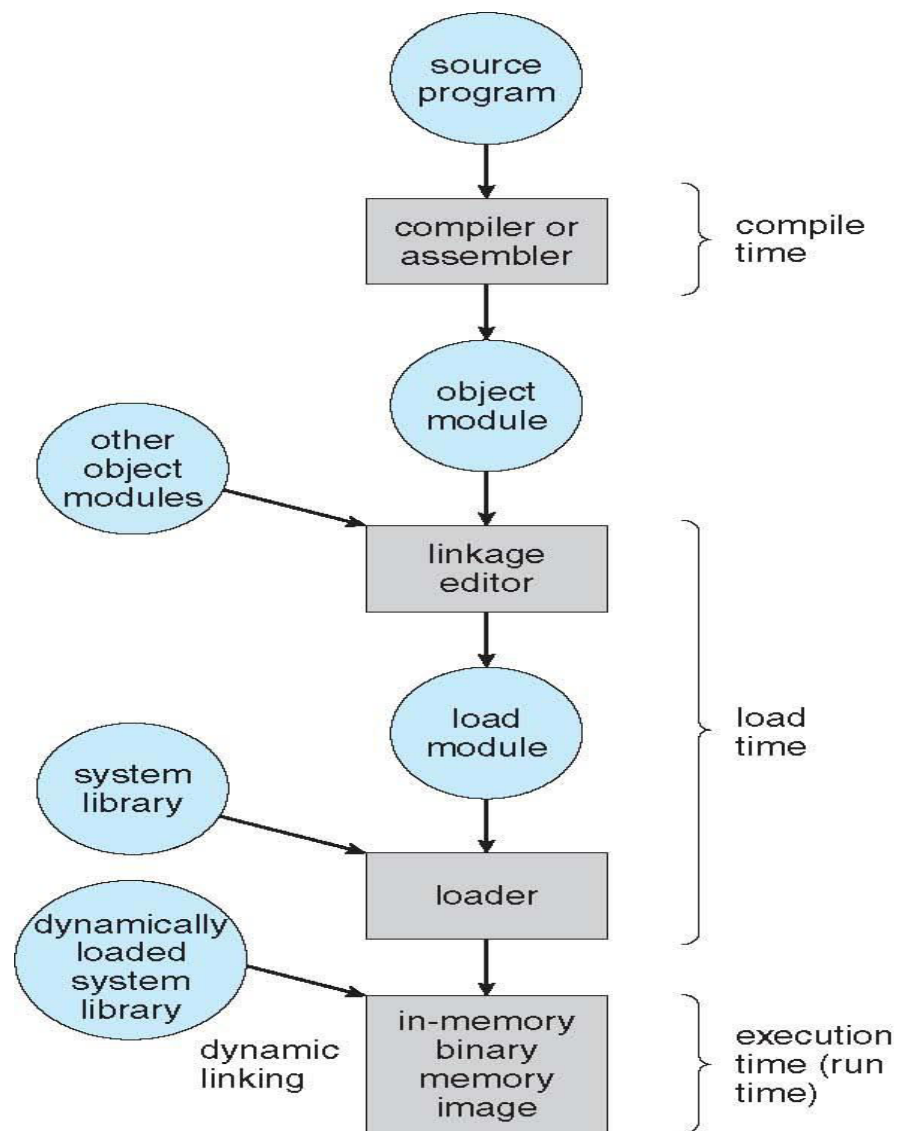 source
program
compiler or
assembler
compile
time
object
module
other
object
modules
linkage
editor
load
module
load
time
system
library
loader
dynamically
loaded
system
library
dynamic
linking
in-memory
binary
memory
image
execution
time (run
time)